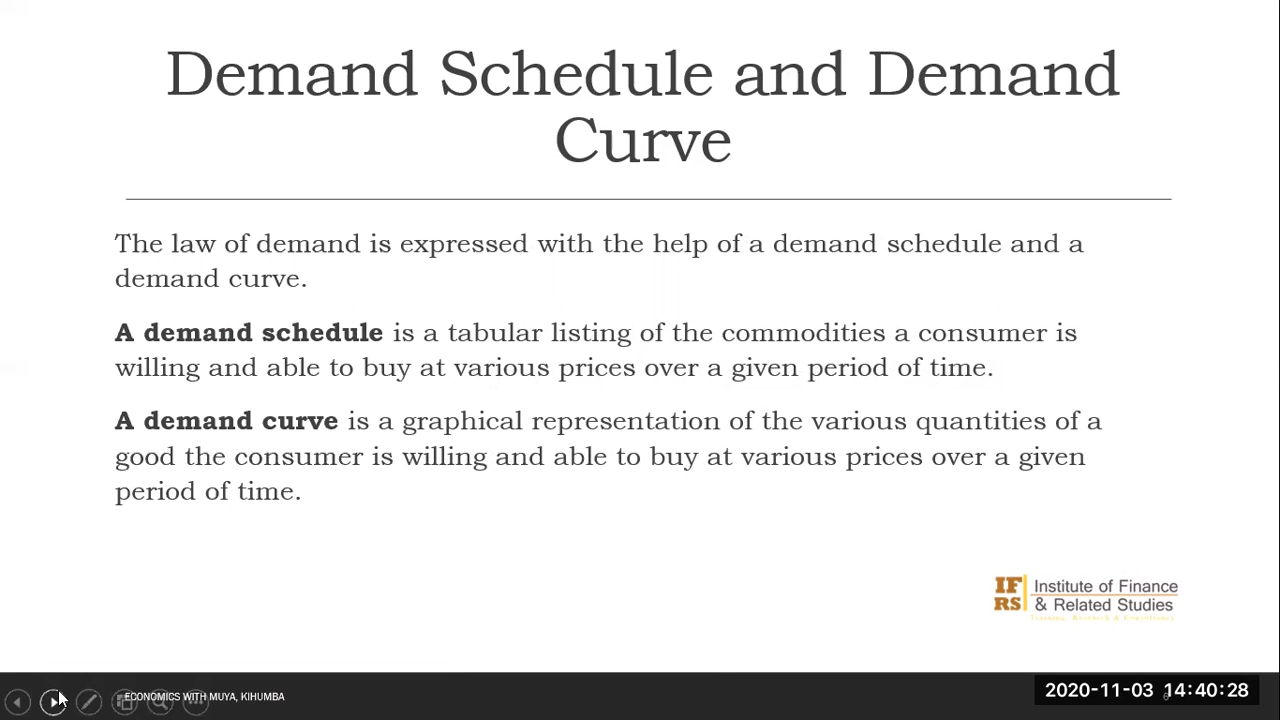 Demand Schedule and Demand
Curve
The law of demand is expressed with the help of a demand schedule and a
demand curve.
A demand schedule is a tabular listing of the commodities a consumer is
willing and able to buy at various prices over a given period of time.
A demand curve is a graphical representation of the various quantities of a
good the consumer is willing and able to buy at various prices over a given
period of time.
IF
RS
Institute of Finance
& Related Studies
ECONOMICS WITH MUYA, KIHUMBA
2020-11-03 14:40:28